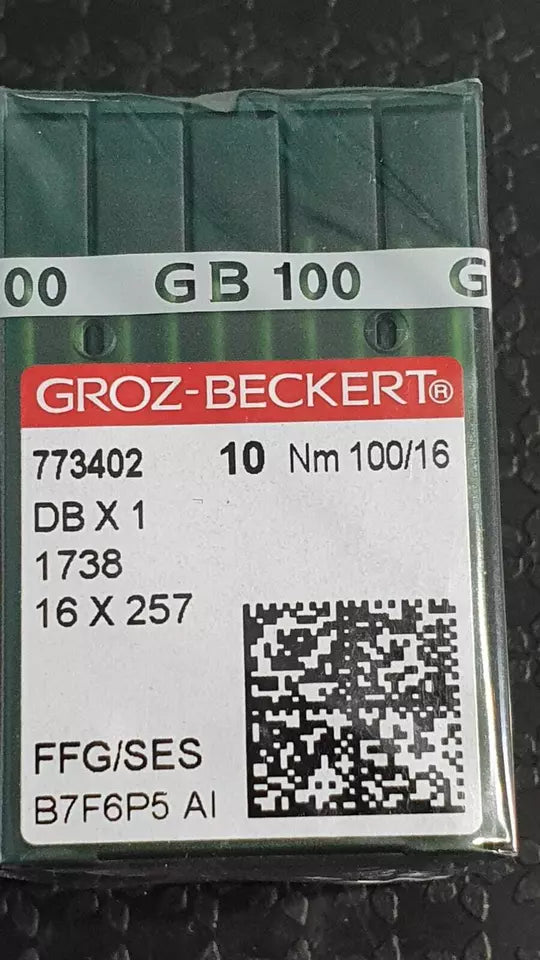 00 GB 100 G
GROZ-BECKERT®
773402 10 Nm 100/16
DB X 1
1738
16 X 257
FFG/SES
B7F6P5 AI